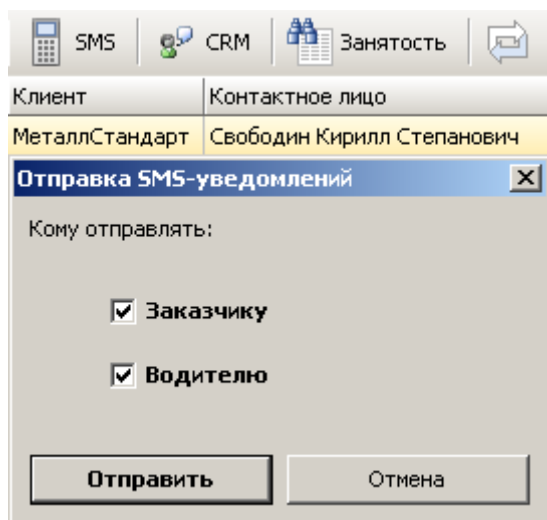 SMS CRM Занятость
Клиент Контактное лицо
МеталлСтандарт Свободин Кирилл Степанович
Отправка SMS-уведомлений
Кому отправлять:
Заказчику
Водителю
Отправить Отмена